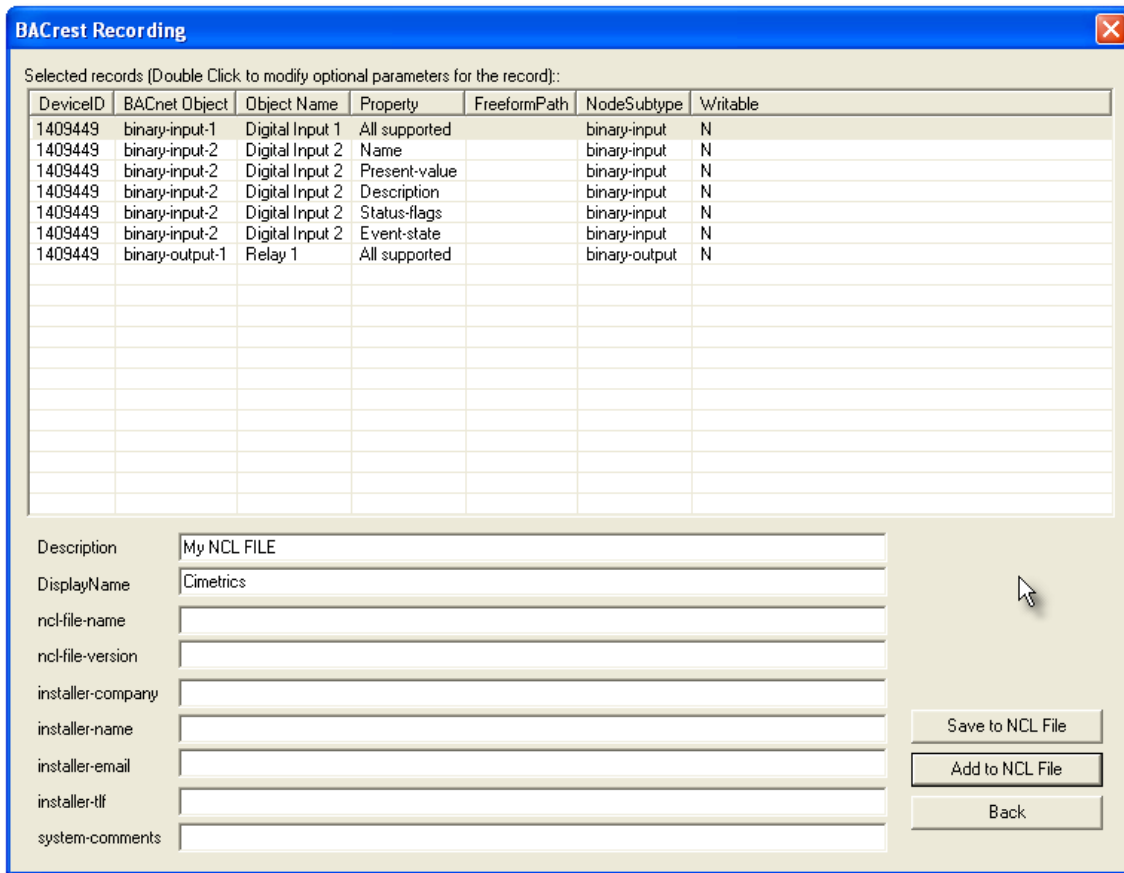 BACrest Recording
Selected records (Double Click to modify optional parameters for the record)::
DeviceID BACnet Object Object Name Property FreeformPath NodeSubtype Writable
1409449 binary-input-1 Digital Input 1 All supported binary-input N
1409449 binary-input-2 Digital Input 2 Name binary-input N
1409449 binary-input-2 Digital Input 2 Present-value binary-input N
1409449 binary-input-2 Digital Input 2 Description binary-input N
1409449 binary-input-2 Digital Input 2 Status-flags binary-input N
1409449 binary-input-2 Digital Input 2 Event-state binary-input N
1409449 binary-output-1 Relay 1 All supported binary-output N
Description My NCL FILE
DisplayName Cimetrics
ncl-file-name
ncl-file-version
installer-company
installer-name
Save to NCL File
installer-email
Add to NCL File
installer-tlf
Back
system-comments